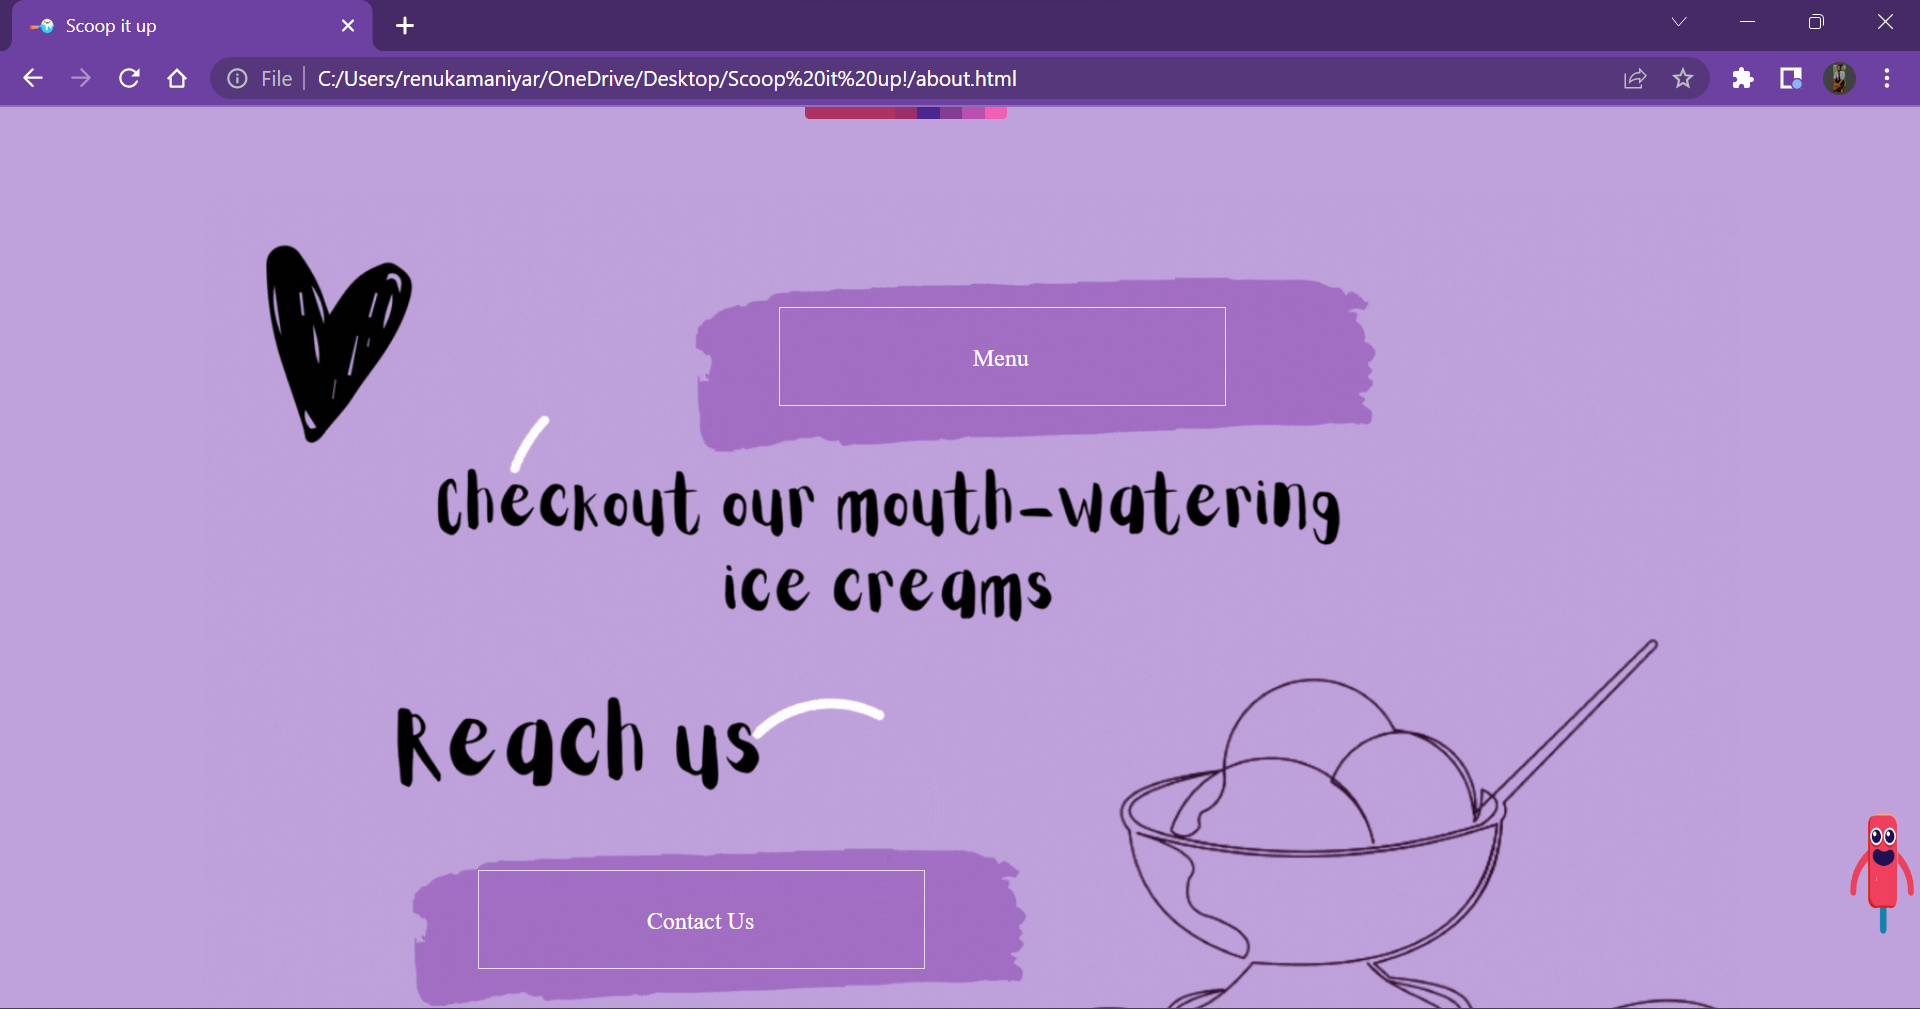 Scoop it up
File
C:/Users/renukamaniyar/OneDrive/Desktop/Scoop%20it%20up!/about.html
Menu
Checkout our mouth-watering
ice creams
Reach us
Contact Us